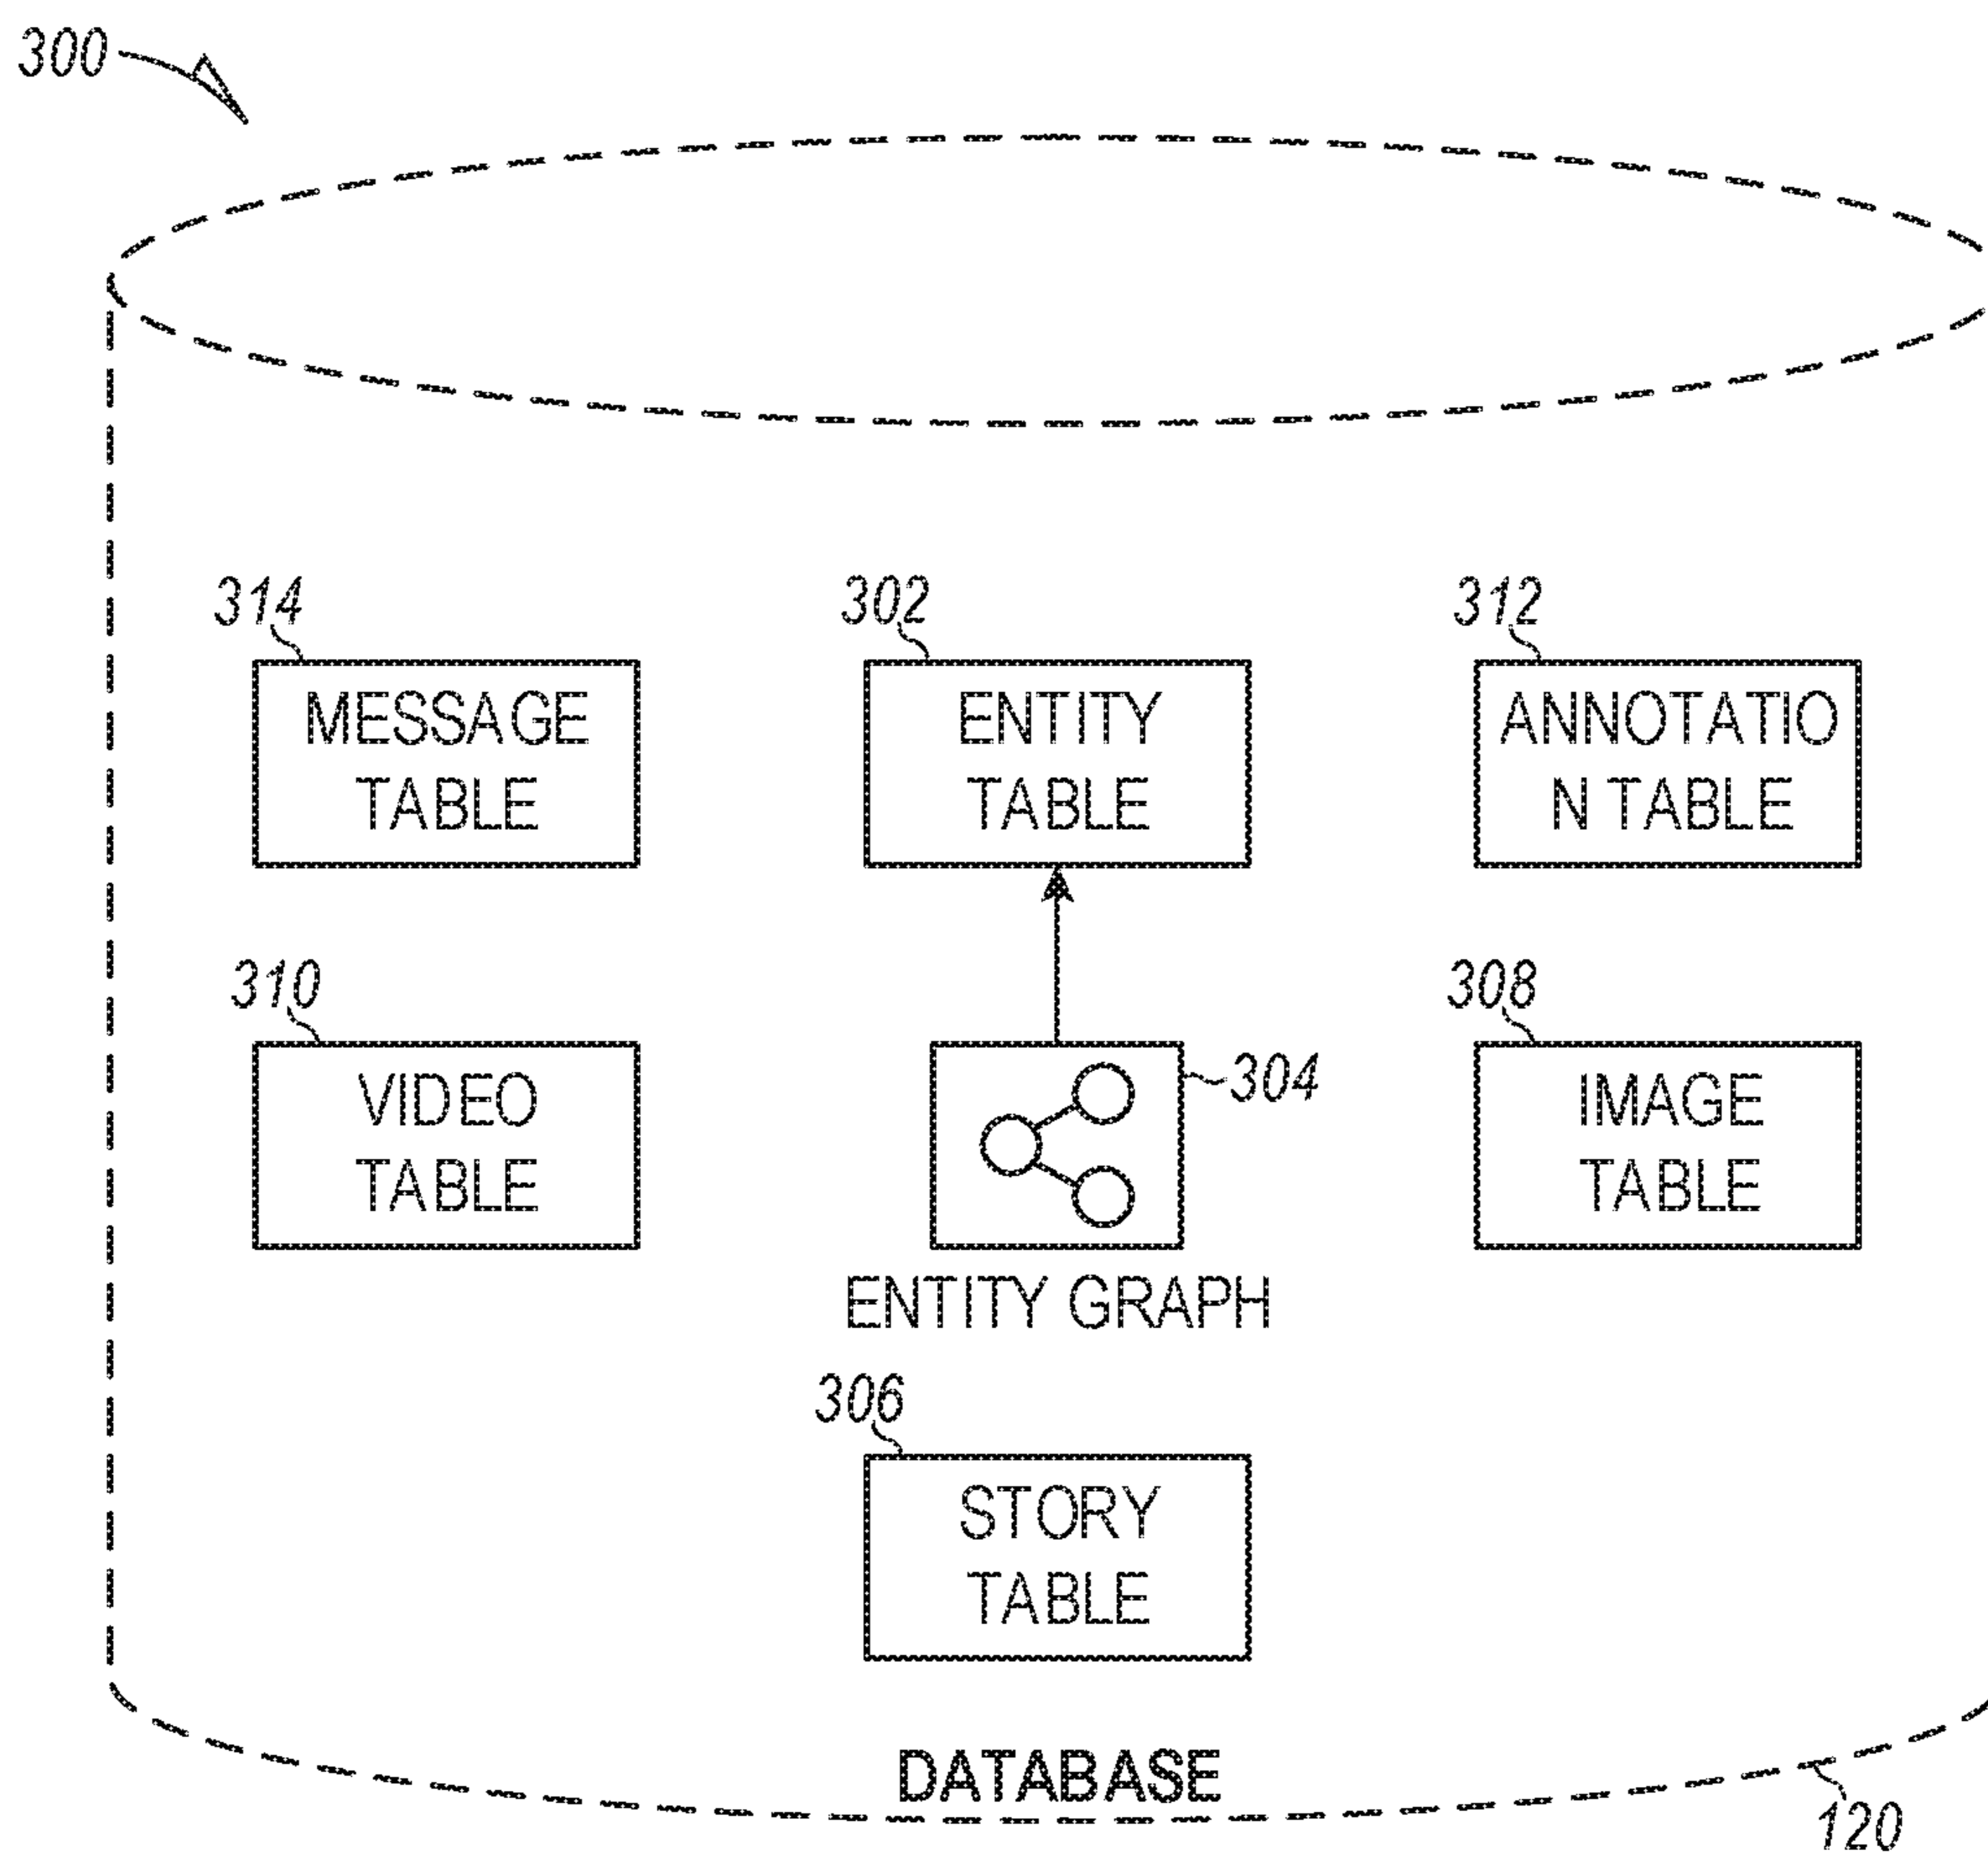 300
314
302
312
MESSAGE
TABLE
ENTITY
TABLE
ANNOTATIO
N TABLE
310
304
308
VIDEO
TABLE
IMAGE
TABLE
ENTITY GRAPH
306
STORY
TABLE
DATABASE
120